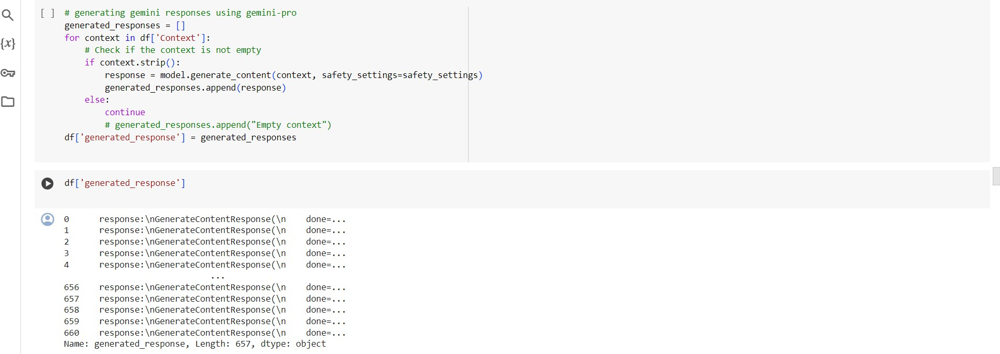 [ ] # generating gemini responses using gemini-pro
generated_responses = []
for context in df['Context']:
    # Check if the context is not empty
    if context.strip():
        response = model.generate_content(context, safety_settings=safety_settings)
        generated_responses.append(response)
    else:
        continue
        # generated_responses.append("Empty context")
df['generated_response'] = generated_responses
{x}
df['generated_response']
0      response:\nGenerateContentResponse(\n    done=...
1      response:\nGenerateContentResponse(\n    done=...
2      response:\nGenerateContentResponse(\n    done=...
3      response:\nGenerateContentResponse(\n    done=...
4      response:\nGenerateContentResponse(\n    done=...
                             ...
656    response:\nGenerateContentResponse(\n    done=...
657    response:\nGenerateContentResponse(\n    done=...
658    response:\nGenerateContentResponse(\n    done=...
659    response:\nGenerateContentResponse(\n    done=...
660    response:\nGenerateContentResponse(\n    done=...
Name: generated_response, Length: 657, dtype: object